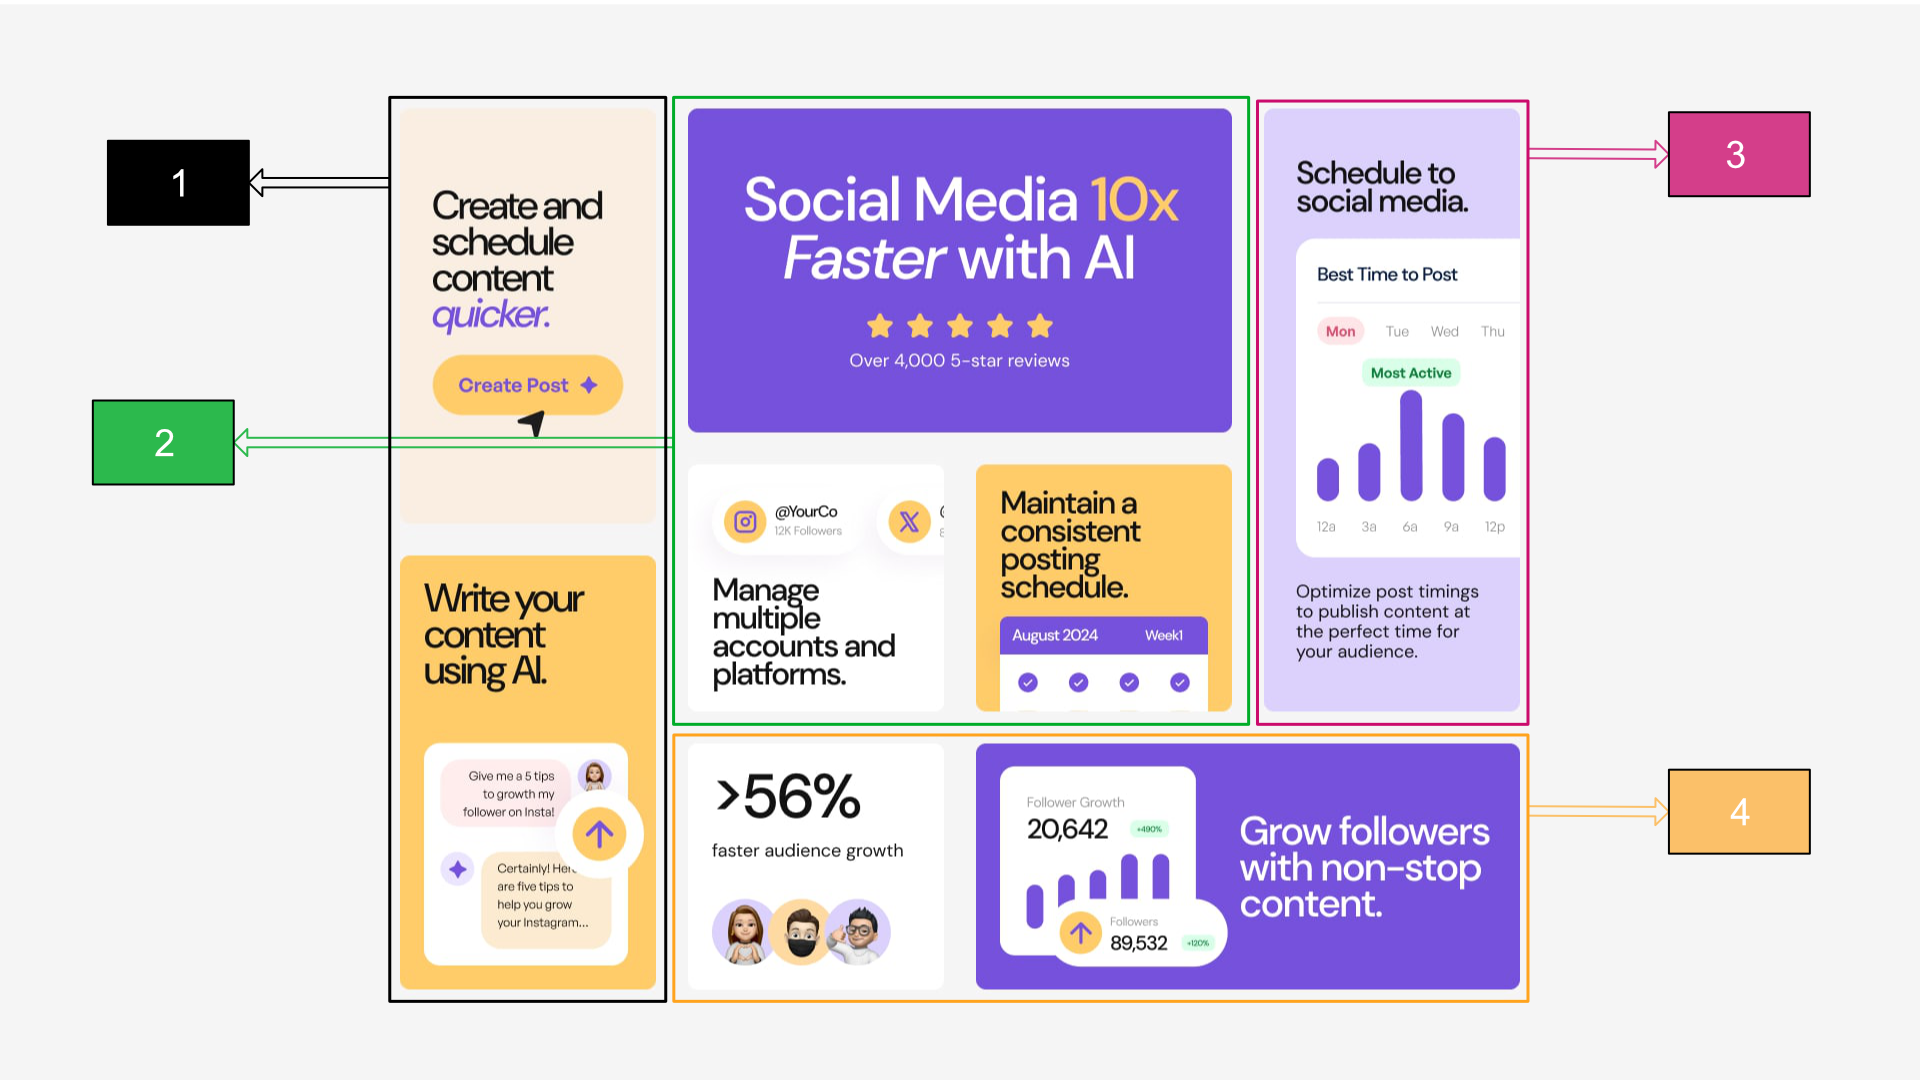 1
2
3
4
Create and
schedule
content
quicker.
Create Post
Write your
content
using AI.
Give me a 5 tips
to growth my
follower on Insta!
Certainly!
are five tips to
help you grow
your Instagram...
Social Media 10x
Faster with AI
Over 4,000 5-star reviews
@YourCo
12K Followers
Manage
multiple
accounts and
platforms.
Maintain a
consistent
posting
schedule.
August 2024 Week1
Schedule to
social media.
Best Time to Post
Mon Tue Wed Thu
Most Active
12a 3a 6a 9a 12p
Optimize post timings
to publish content at
the perfect time for
your audience.
>56%
faster audience growth
Follower Growth
20,642 +490%
Followers
89,532 +120%
Grow followers
with non-stop
content.